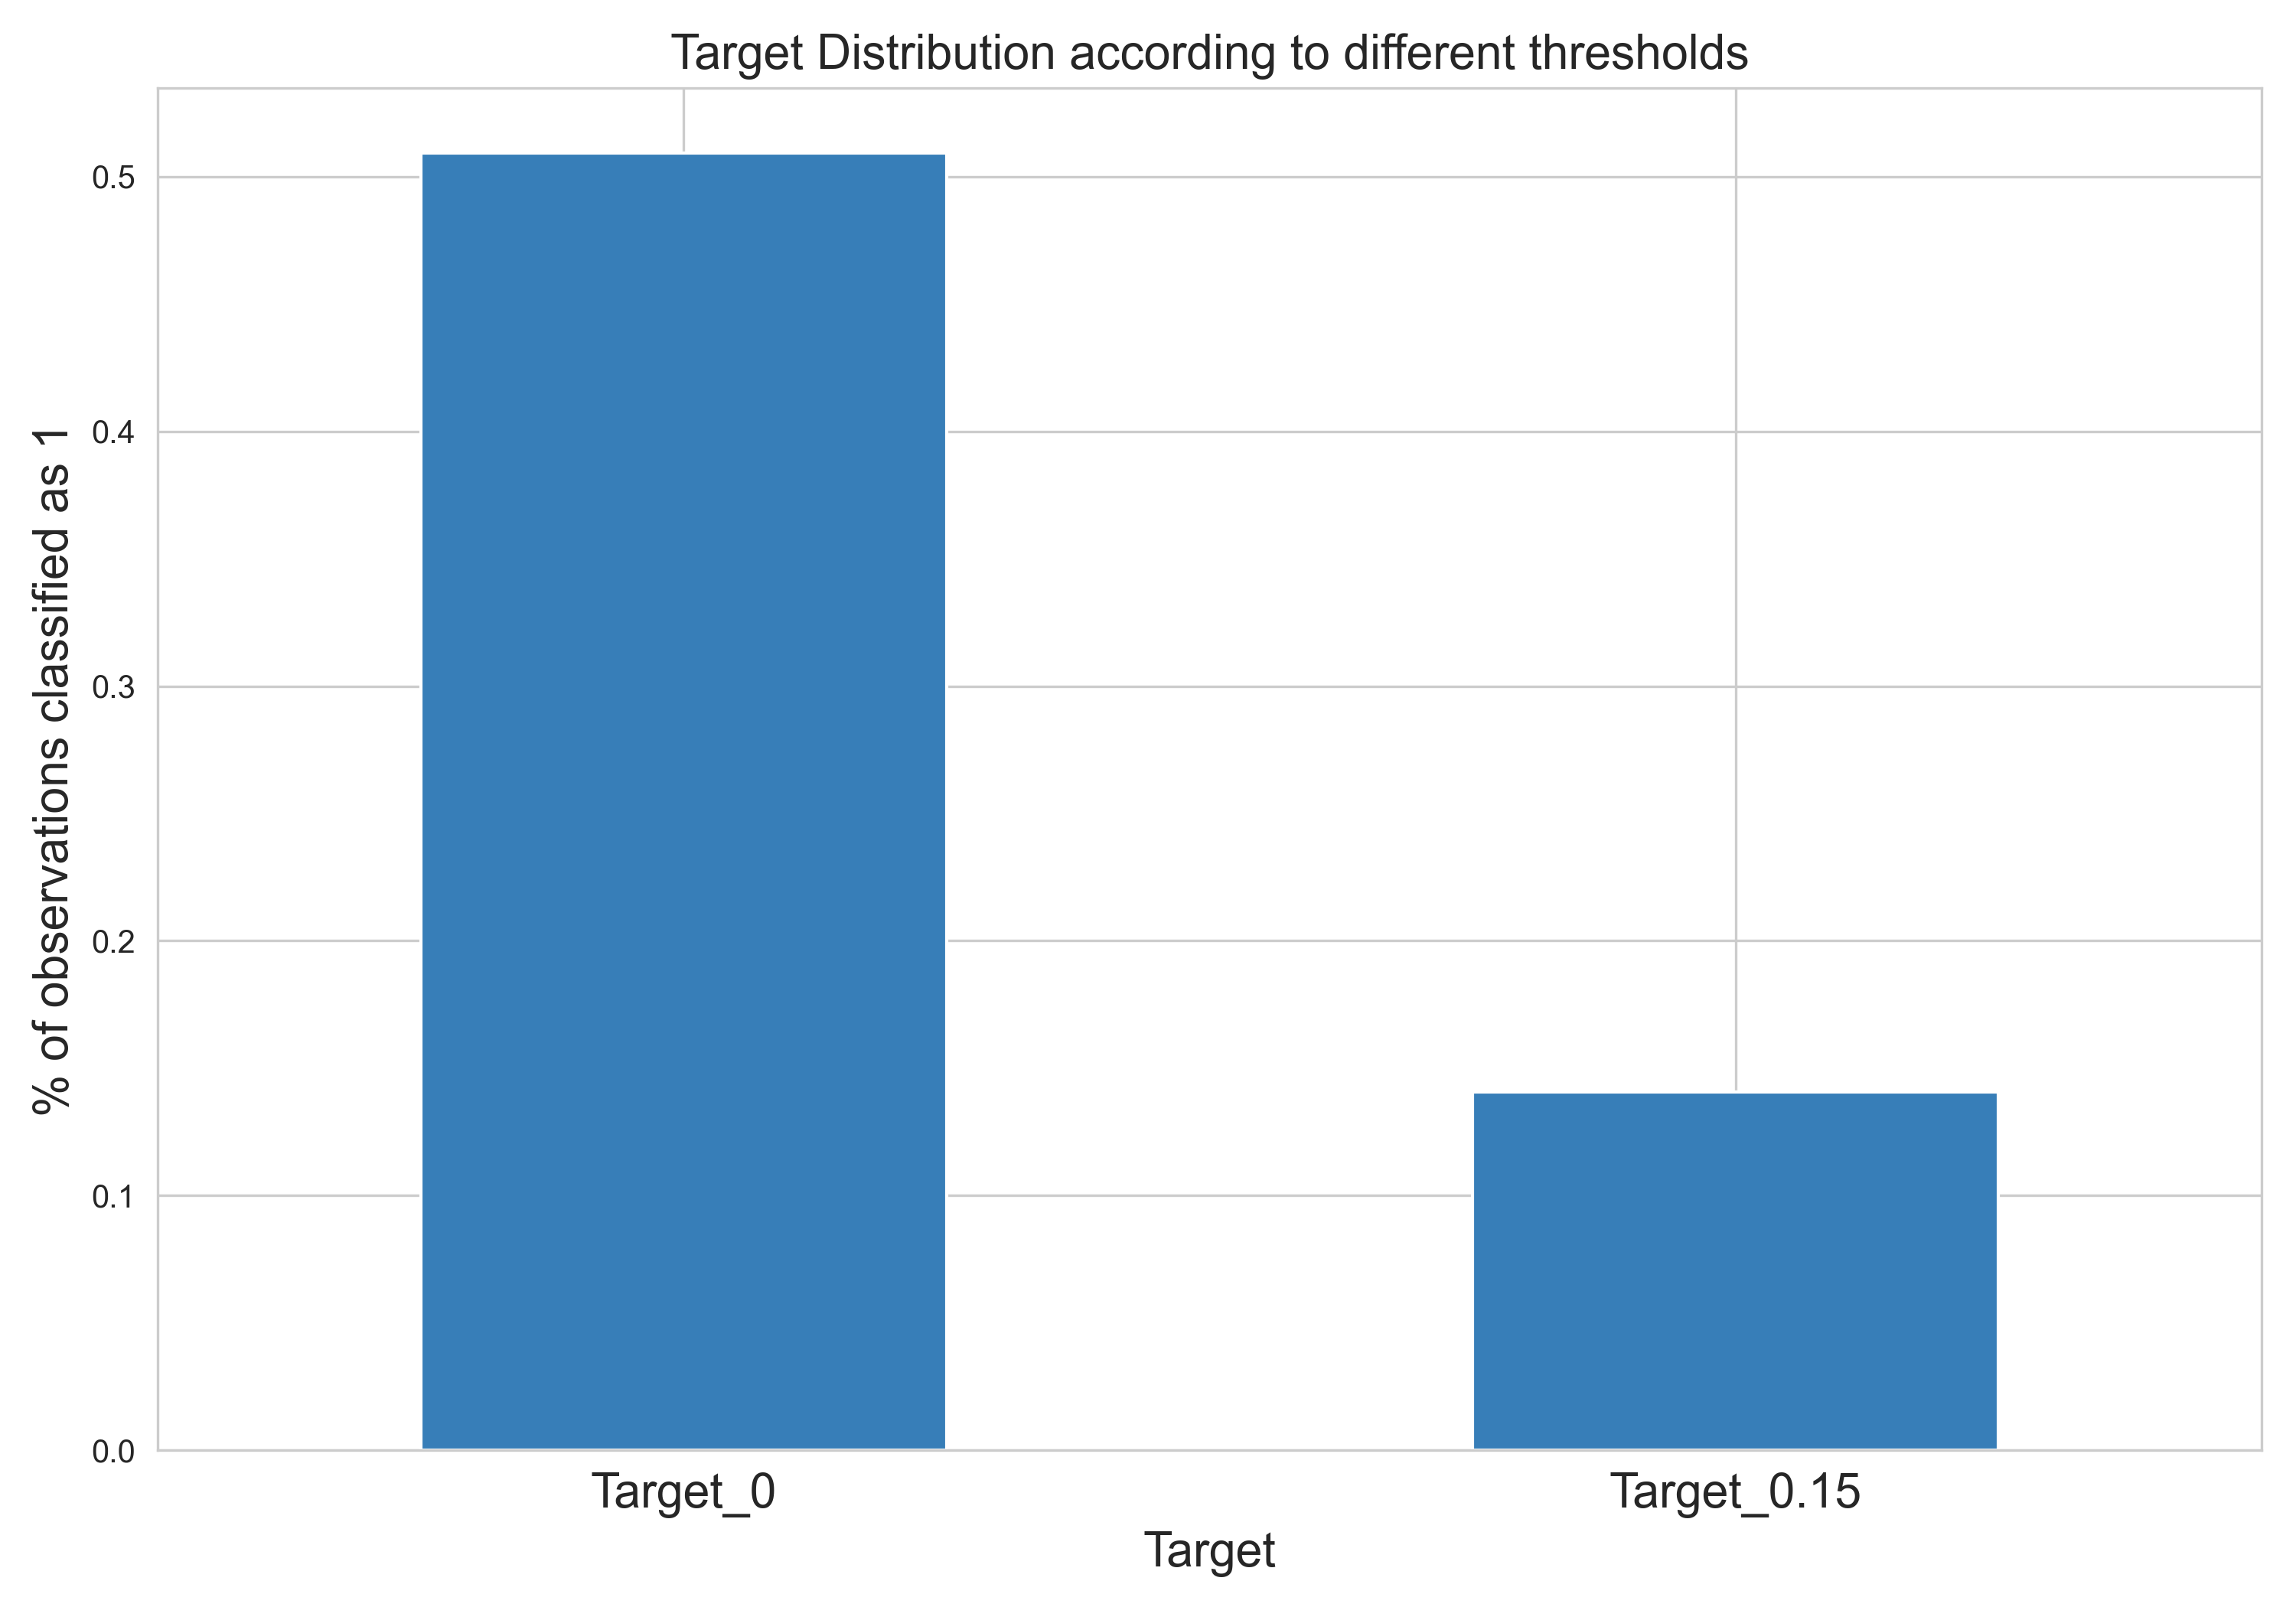 Target Distribution according to different thresholds
% of observations classified as 1
0.5
0.4
0.3
0.2
0.1
0.0
Target_0
Target_0.15
Target